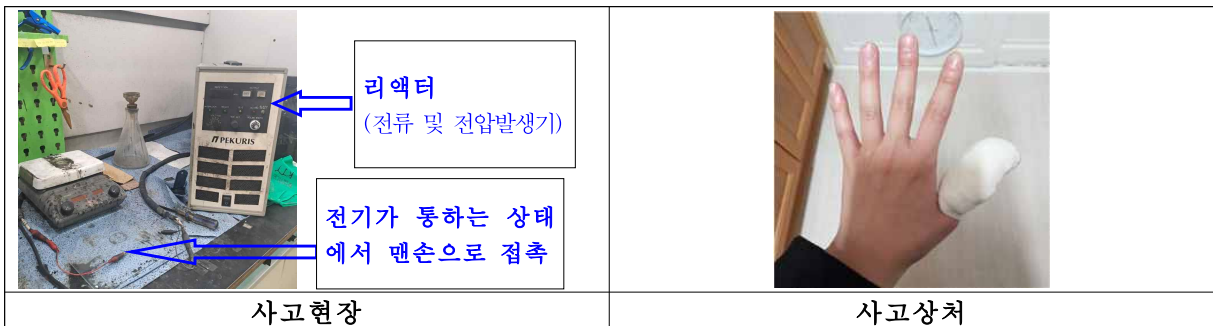 리액터
(전류 및 전압발생기)
PEKURIS
전기가 통하는 상태
에서 맨손으로 접촉
사고현장
사고상처